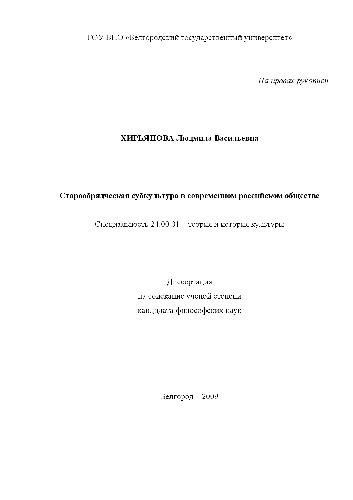 ГОУ ВПО «Белгородский государственный университет»
На правах рукописи
ХИРЬЯНОВА Людмила Васильевна
Старообрядческая субкультура в современном российском обществе
Специальность 24.00.01 – теория и история культуры
Диссертация
на соискание ученой степени
кандидата философских наук
Белгород – 2009